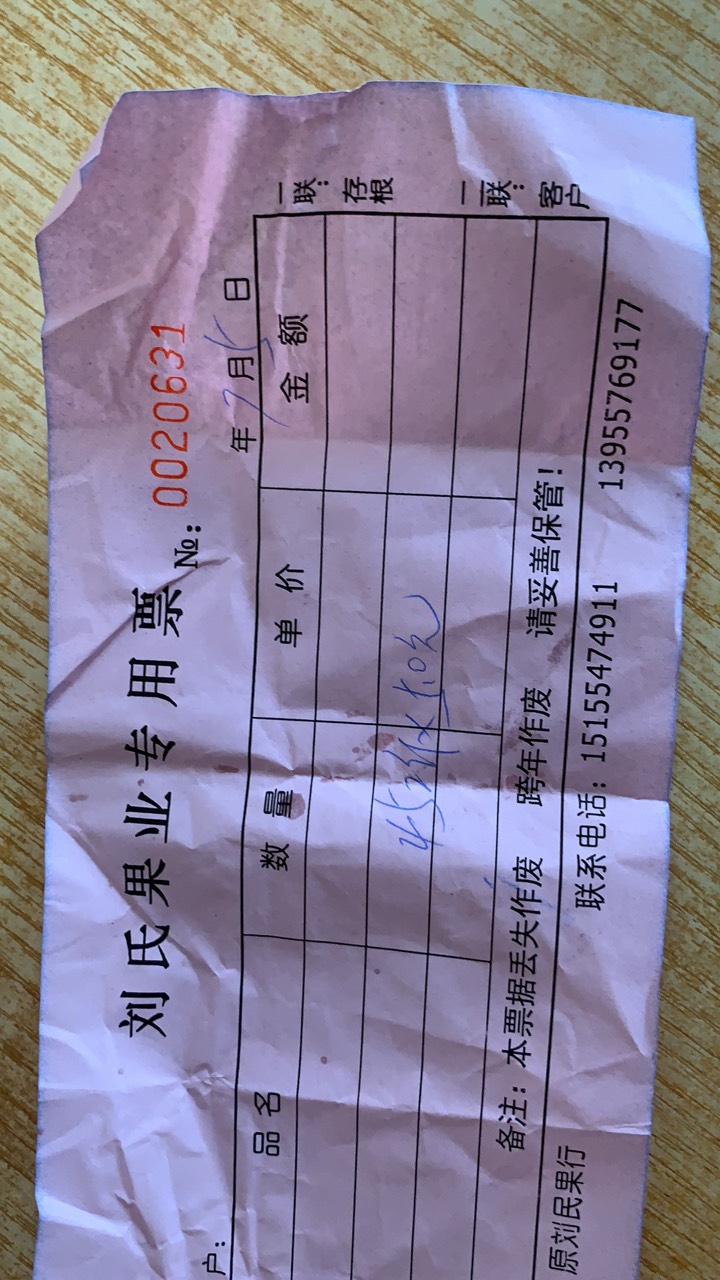 刘氏果业专用票
№: 0020631
户: 年7月5日
品名 数量 单价 金额
一联：存根
二联：客户
备注：本票据丢失作废 跨年作废 请妥善保管！
原刘民果行 联系电话：15155474911 13955769177